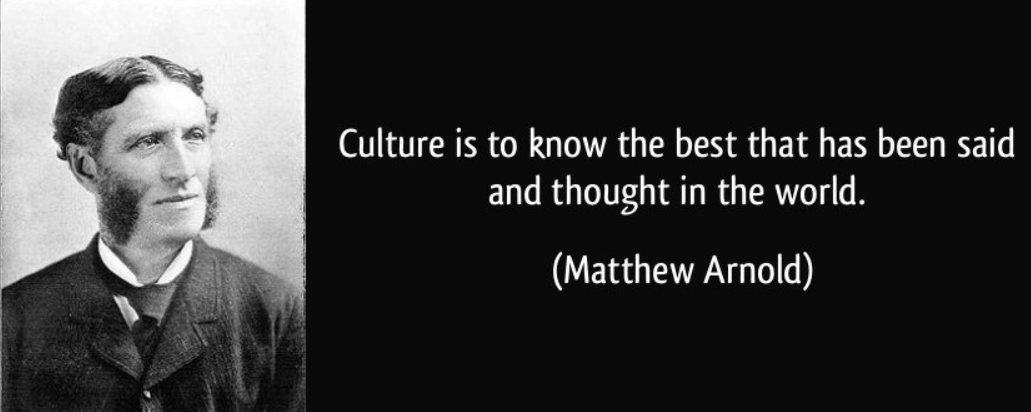 Culture is to know the best that has been said
and thought in the world.
(Matthew Arnold)